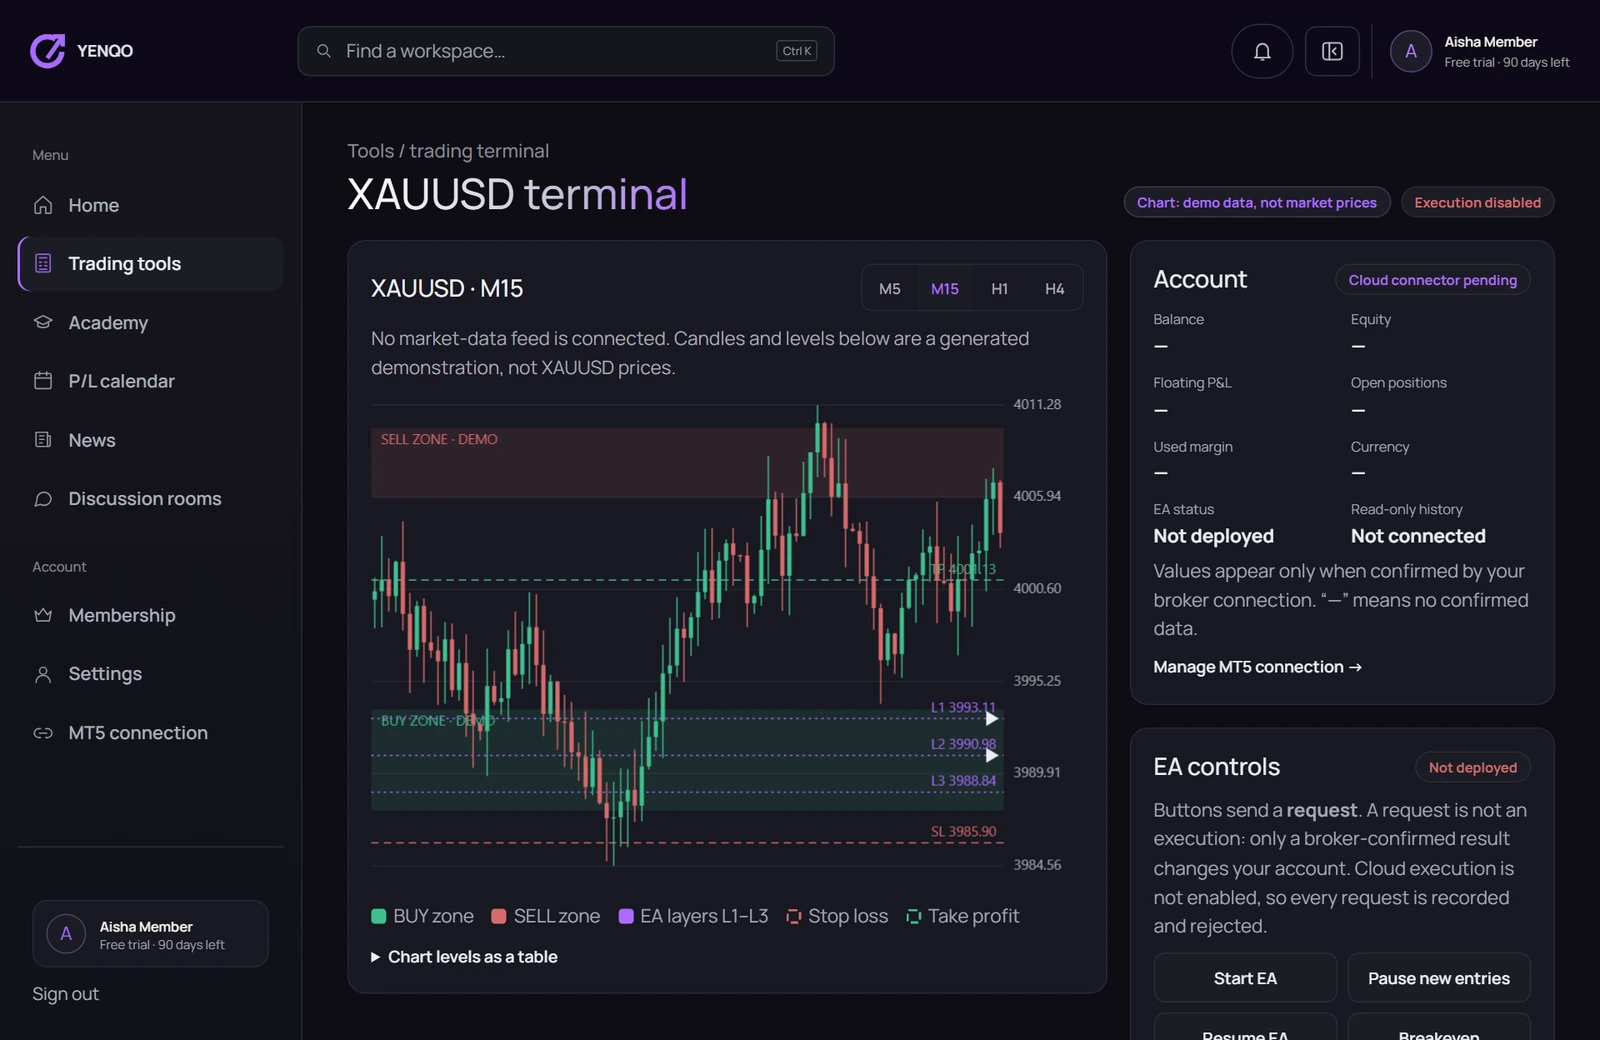 YENQO
Find a workspace...
Ctrl K
A
Aisha Member
Free trial · 90 days left
Menu
Home
Trading tools
Academy
P/L calendar
News
Discussion rooms
Account
Membership
Settings
MT5 connection
A
Aisha Member
Free trial · 90 days left
Sign out
Tools / trading terminal
XAUUSD terminal
Chart: demo data, not market prices
Execution disabled
XAUUSD · M15
M5
M15
H1
H4
No market-data feed is connected. Candles and levels below are a generated
demonstration, not XAUUSD prices.
4011.28
SELL ZONE · DEMO
4005.94
TP 4001.13
4000.60
3995.25
L1 3993.11
BUY ZONE · DEMO
L2 3990.98
3989.91
L3 3988.84
SL 3985.90
3984.56
BUY zone
SELL zone
EA layers L1–L3
Stop loss
Take profit
Chart levels as a table
Account
Cloud connector pending
Balance
Equity
—
—
Floating P&L
Open positions
—
—
Used margin
Currency
—
—
EA status
Read-only history
Not deployed
Not connected
Values appear only when confirmed by your
broker connection. “—” means no confirmed
data.
Manage MT5 connection →
EA controls
Not deployed
Buttons send a request. A request is not an
execution: only a broker-confirmed result
changes your account. Cloud execution is
not enabled, so every request is recorded
and rejected.
Start EA
Pause new entries
Resume EA
Breakeven